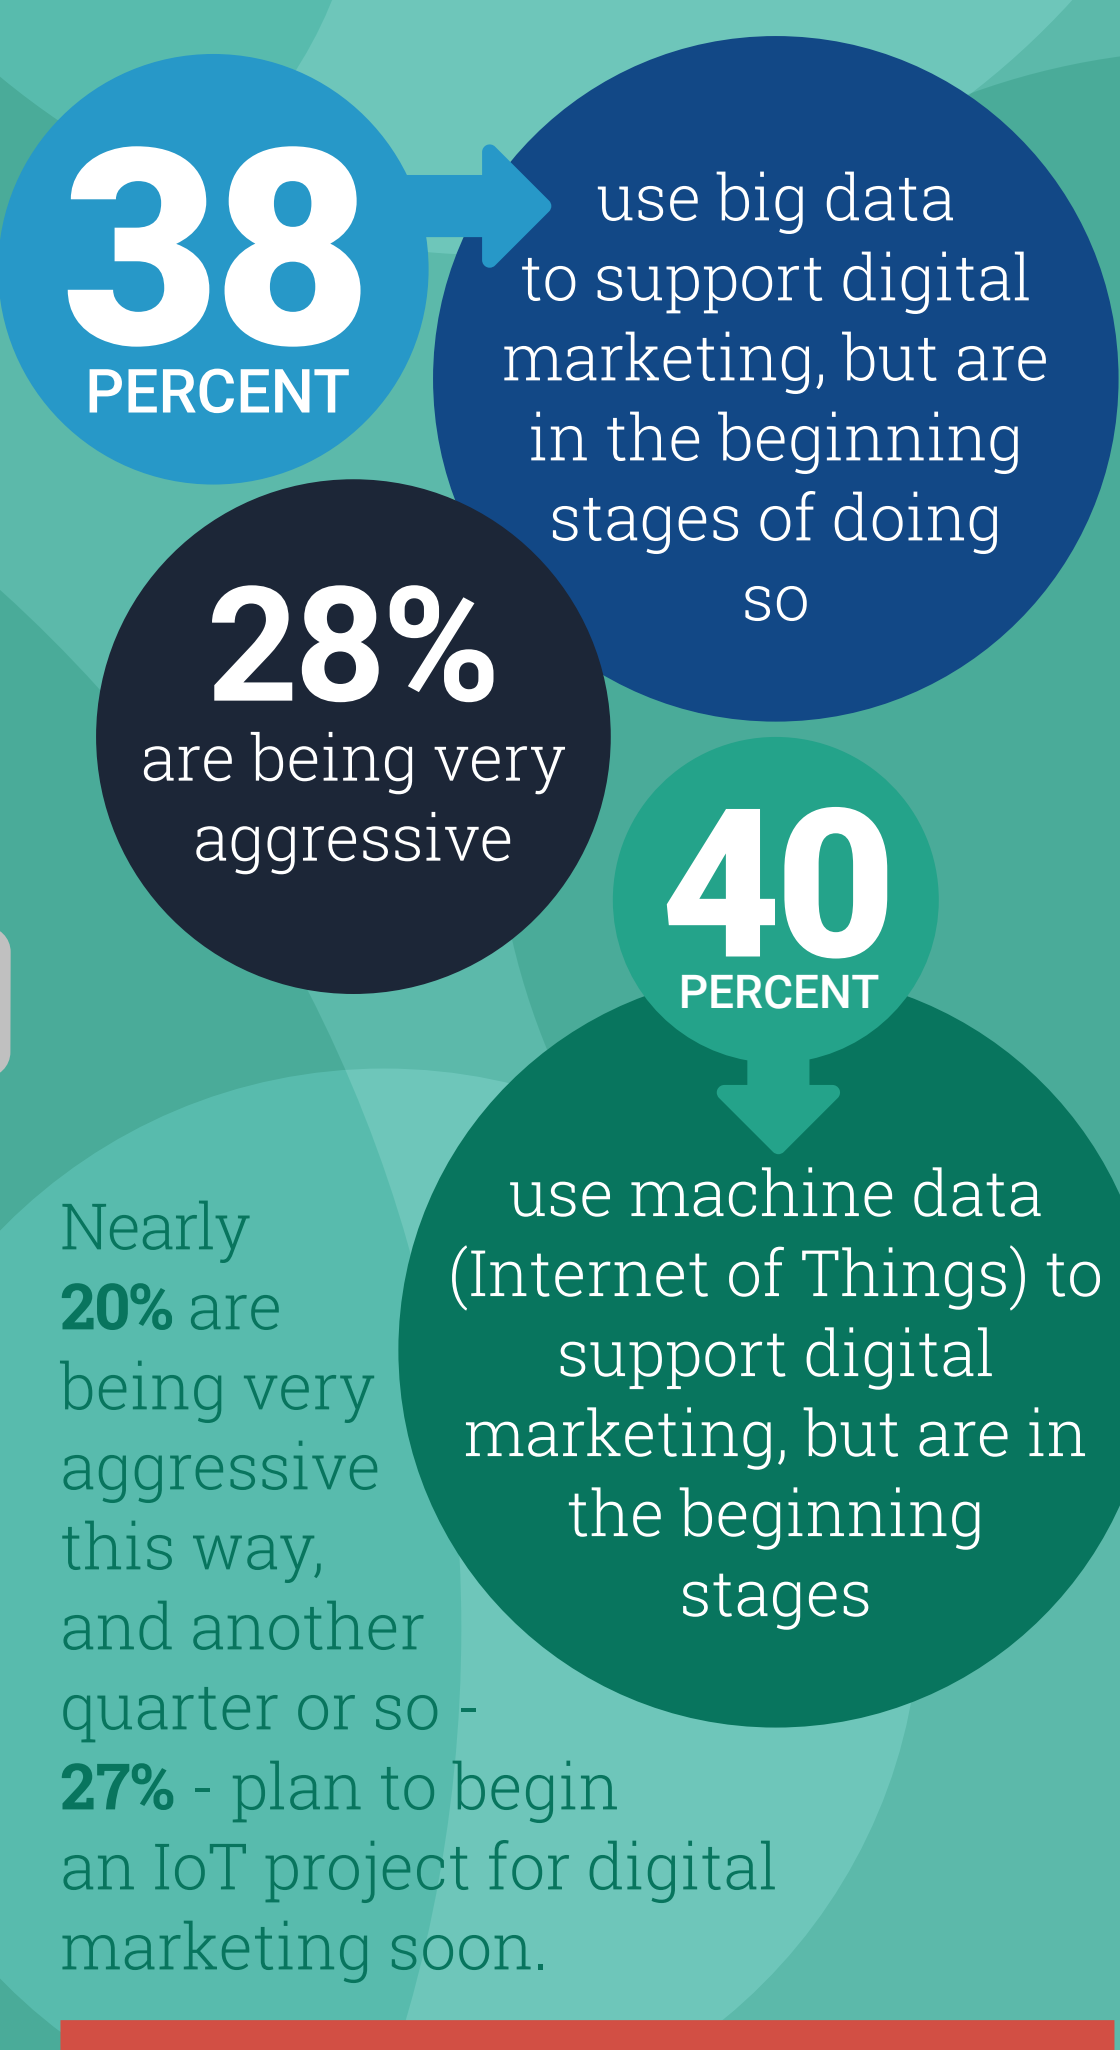 38
PERCENT
use big data
to support digital
marketing, but are
in the beginning
stages of doing
so
28%
are being very
aggressive
40
PERCENT
use machine data
(Internet of Things) to
support digital
marketing, but are in
the beginning
stages
Nearly
20% are
being very
aggressive
this way,
and another
quarter or so -
27% - plan to begin
an IoT project for digital
marketing soon.